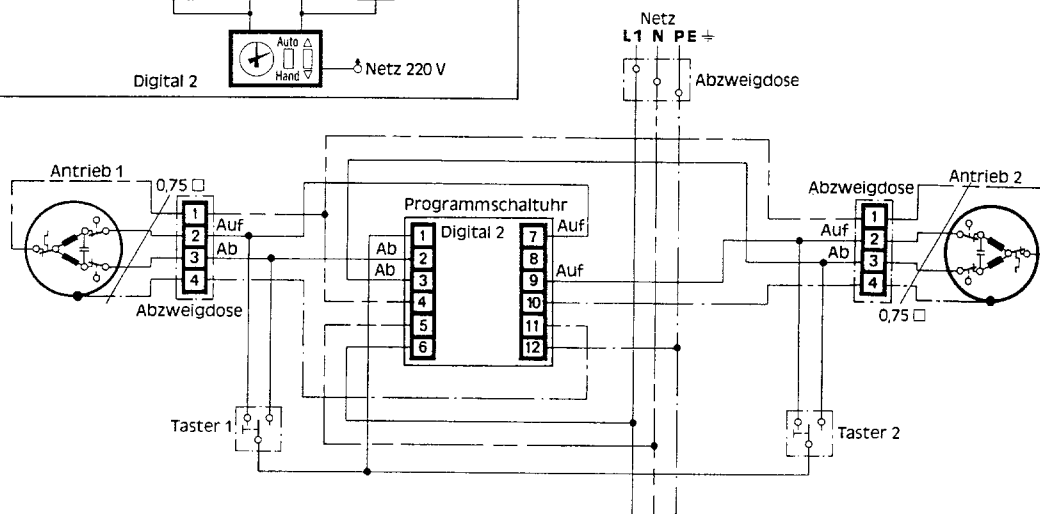 Auto
Hand
Netz 220 V
Digital 2
Netz
L1 N PE
Abzweigdose
Antrieb 1
0,75
1
2
3
4
Auf
Ab
Abzweigdose
Programmschaltuhr
Digital 2
1
2
3
4
5
6
7
8
9
10
11
12
Ab
Ab
Auf
Auf
Abzweigdose
Antrieb 2
Auf
Ab
1
2
3
4
0,75
Taster 1
Taster 2